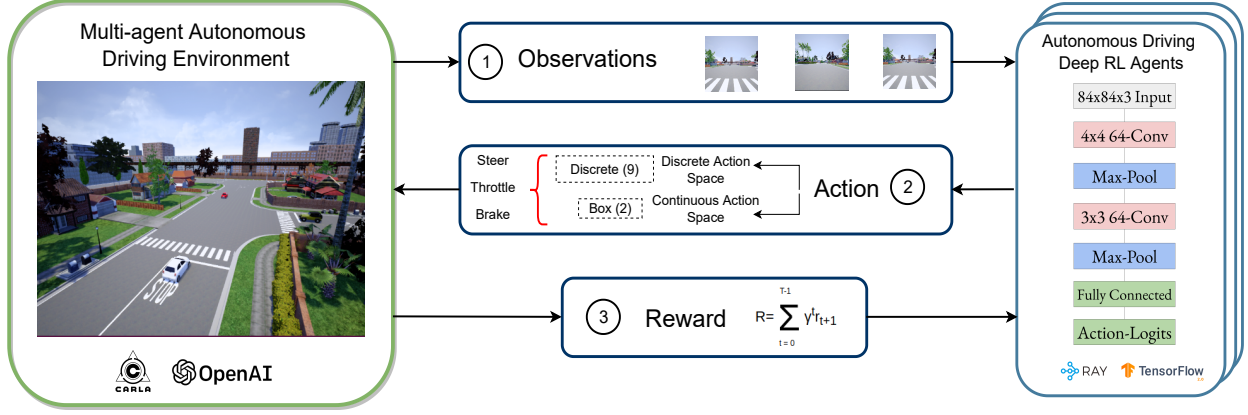 Multi-agent Autonomous
Driving Environment
STOP
CARLA
OpenAI
1
Observations
Steer
Throttle
Brake
Discrete (9)
Discrete Action
Space
Box (2)
Continuous Action
Space
Action
2
3
Reward
T-1
R= ∑ γ^t r_{t+1}
t = 0
Autonomous Driving
Deep RL Agents
84x84x3 Input
4x4 64-Conv
Max-Pool
3x3 64-Conv
Max-Pool
Fully Connected
Action-Logits
RAY
TensorFlow